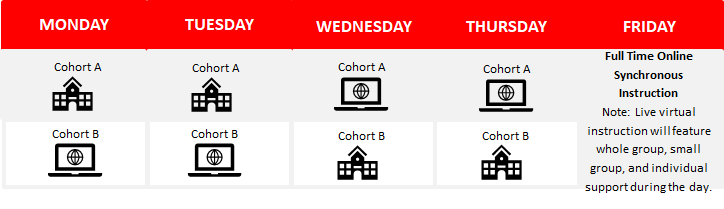 MONDAY TUESDAY WEDNESDAY THURSDAY FRIDAY
Cohort A Cohort A Cohort A Cohort A
Cohort B Cohort B Cohort B Cohort B
Full Time Online
Synchronous
Instruction
Note: Live virtual
instruction will feature
whole group, small
group, and individual
support during the day.